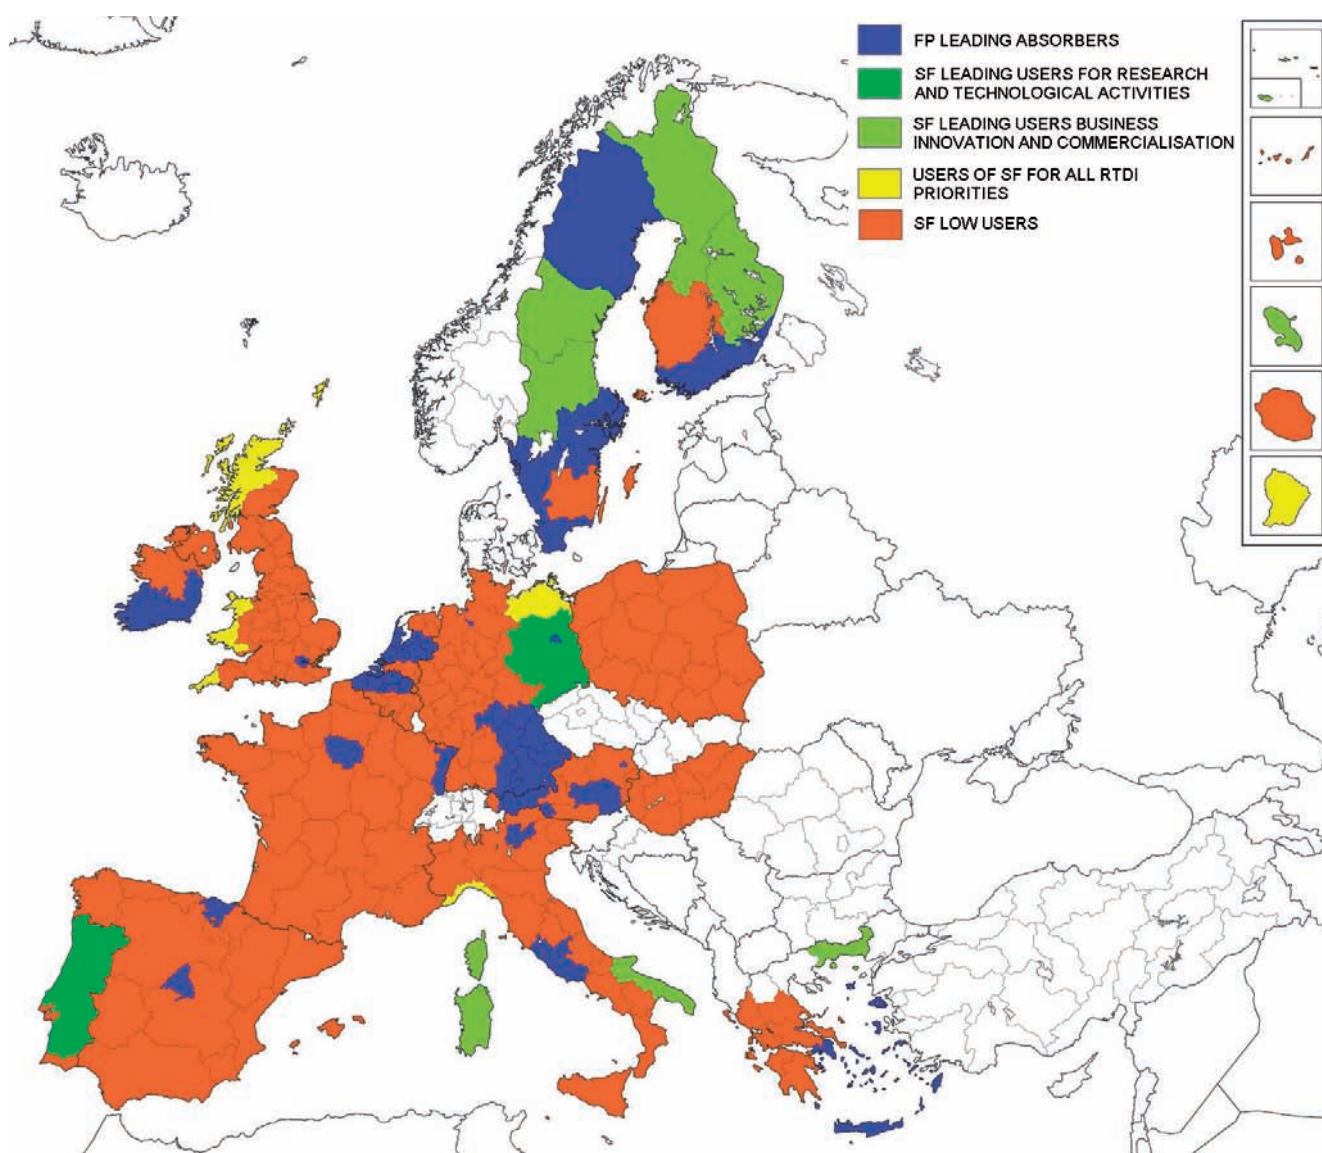 FP LEADING ABSORBERS
SF LEADING USERS FOR RESEARCH
AND TECHNOLOGICAL ACTIVITIES
SF LEADING USERS BUSINESS
INNOVATION AND COMMERCIALISATION
USERS OF SF FOR ALL RTDI
PRIORITIES
SF LOW USERS